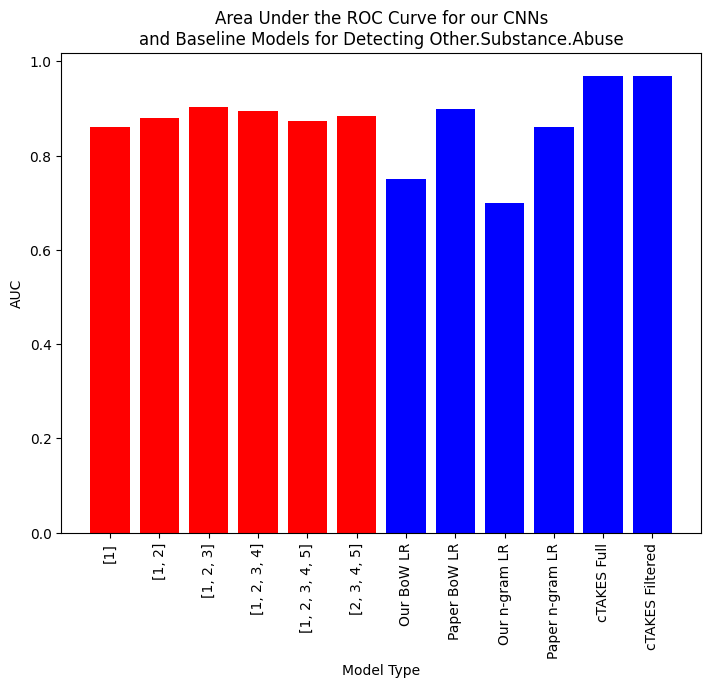 Area Under the ROC Curve for our CNNs
and Baseline Models for Detecting Other.Substance.Abuse
AUC
1.0
0.8
0.6
0.4
0.2
0.0
[1]
[1, 2]
[1, 2, 3]
[1, 2, 3, 4]
[1, 2, 3, 4, 5]
[2, 3, 4, 5]
Our BoW LR
Paper BoW LR
Our n-gram LR
Paper n-gram LR
cTAKES Full
cTAKES Filtered
Model Type